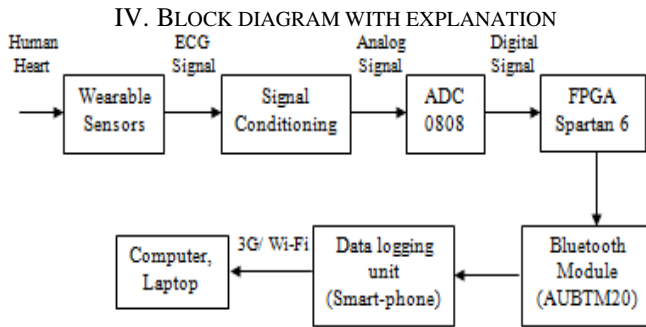 IV. BLOCK DIAGRAM WITH EXPLANATION
Human
Heart
ECG
Signal
Analog
Signal
Digital
Signal
Wearable
Sensors
Signal
Conditioning
ADC
0808
FPGA
Spartan 6
Computer,
Laptop
3G/ Wi-Fi
Data logging
unit
(Smart-phone)
Bluetooth
Module
(AUBTM20)